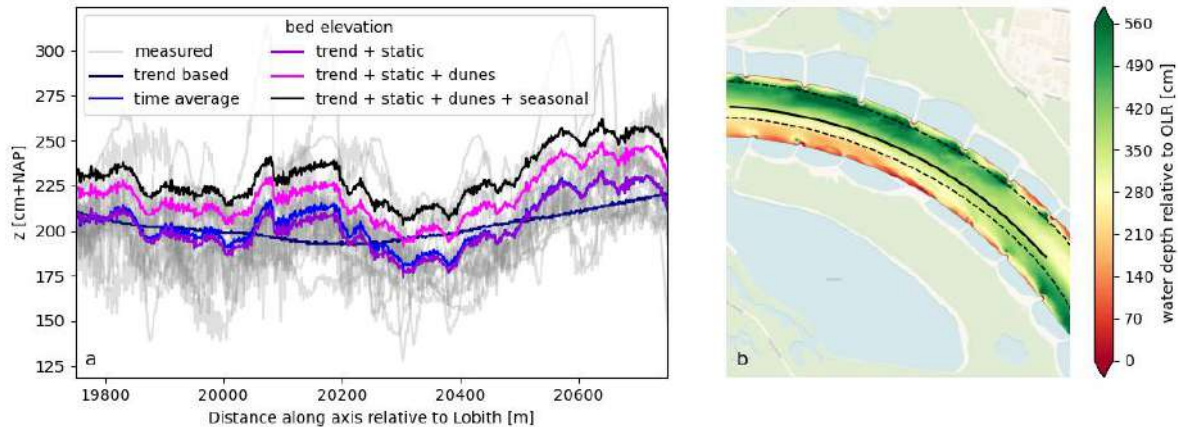 bed elevation
measured
trend based
time average
trend + static
trend + static + dunes
trend + static + dunes + seasonal
300
275
250
225
200
175
150
125
z [cm+NAP]
a
19800
20000
20200
20400
20600
Distance along axis relative to Lobith [m]
b
560
490
420
350
280
210
140
70
0
water depth relative to OLR [cm]